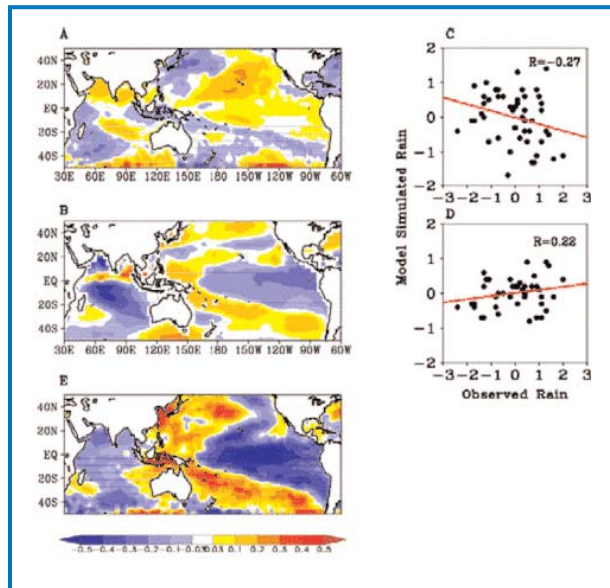 A
40N
20N
EQ
20S
40S
30E 60E 90E 120E 150E 180 150W 120W 90W 60W
B
40N
20N
EQ
20S
40S
30E 60E 90E 120E 150E 180 150W 120W 90W 60W
E
40N
20N
EQ
20S
40S
C
R=-0.27
2
1
0
-1
-2
-3 -2 -1 0 1 2 3
D
R=0.22
2
1
0
-1
-2
-3 -2 -1 0 1 2 3
Model Simulated Rain
Observed Rain